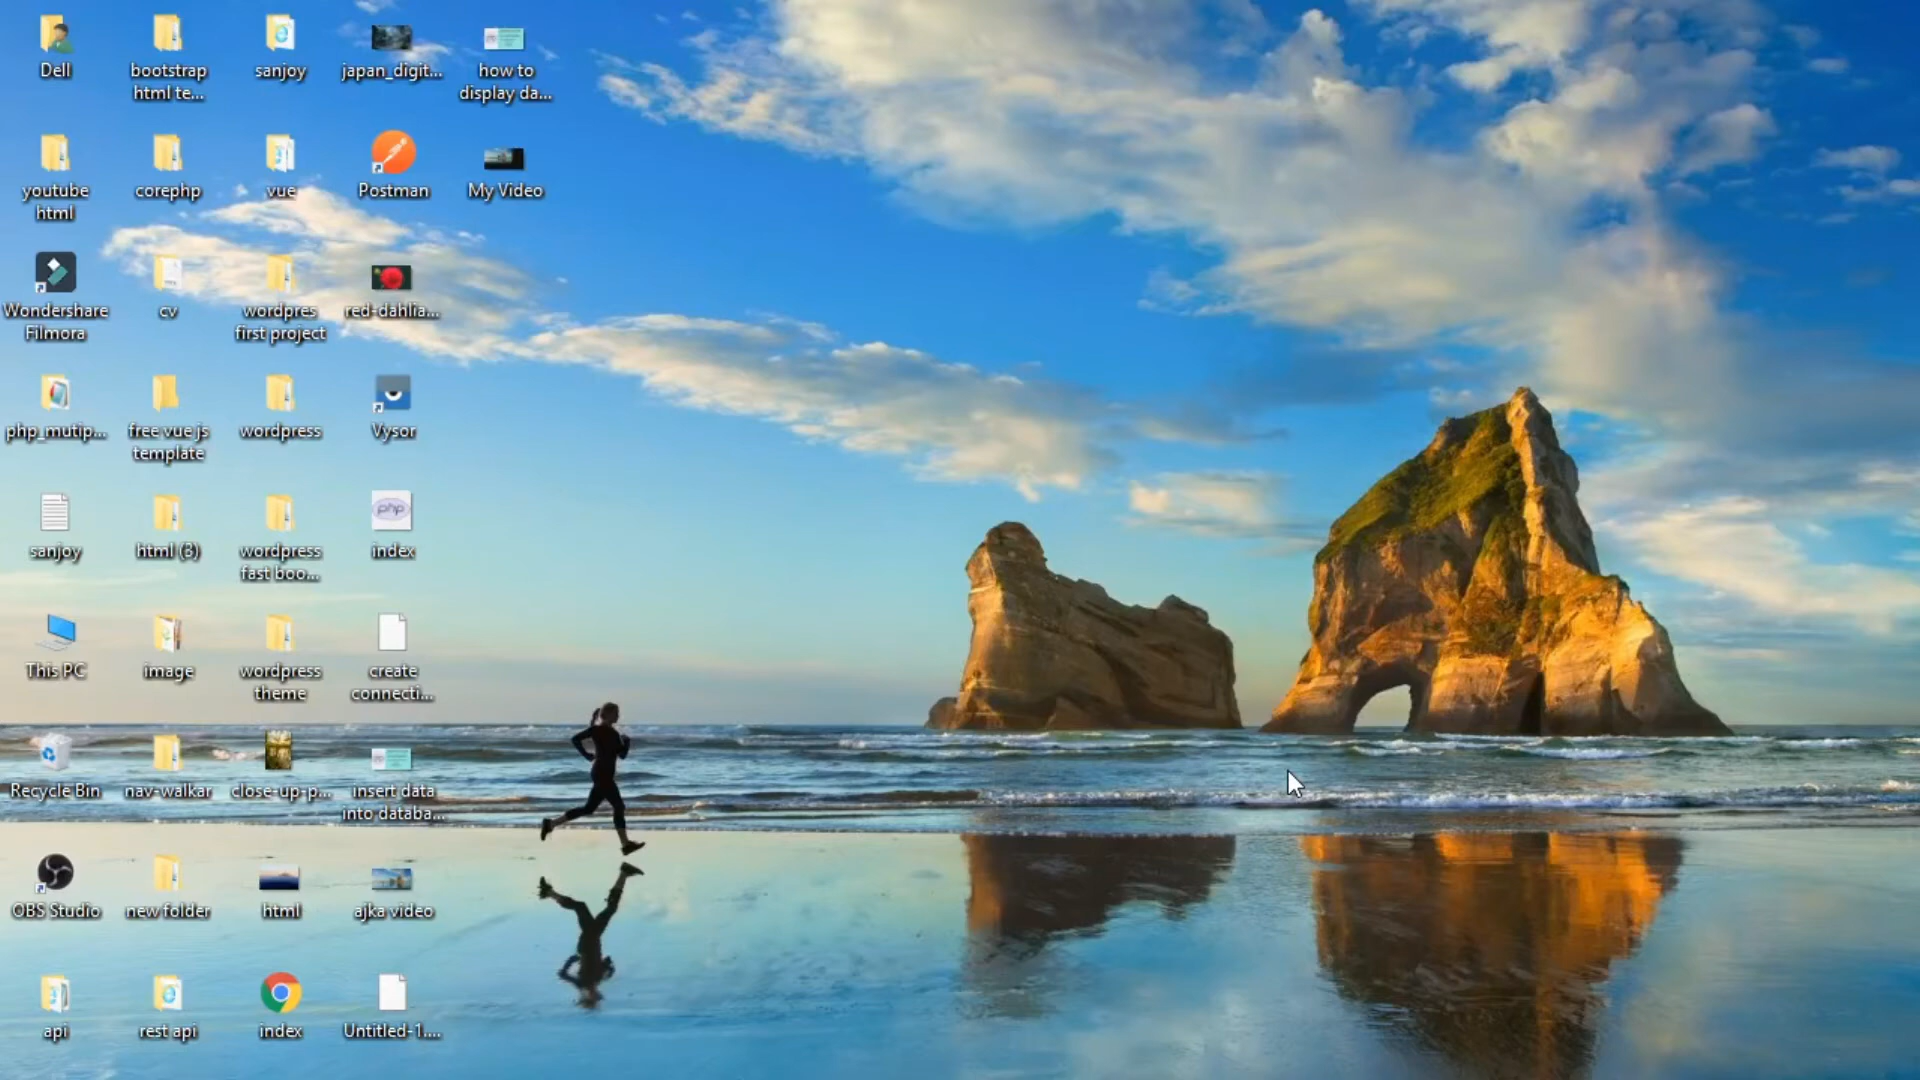 Dell
bootstrap
html te...
sanjoy
japan_digit...
how to
display da...
youtube
html
corephp
vue
Postman
My Video
Wondershare
Filmora
cv
wordpres
first project
red-dahlia...
php_mutip...
free vue js
template
wordpress
Vysor
sanjoy
html (3)
wordpress
fast boo...
php
index
This PC
image
wordpress
theme
create
connecti...
Recycle Bin
nav-walkar
close-up-p...
insert data
into databa...
OBS Studio
new folder
html
ajka video
api
rest api
index
Untitled-1....